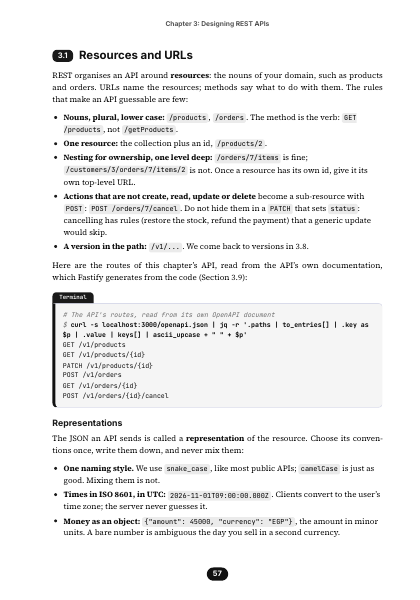 Chapter 3: Designing REST APIs
3.1 Resources and URLs
REST organises an API around resources: the nouns of your domain, such as products
and orders. URLs name the resources; methods say what to do with them. The rules
that make an API guessable are few:
• Nouns, plural, lower case: /products, /orders. The method is the verb: GET
/products, not /getProducts.
• One resource: the collection plus an id, /products/2.
• Nesting for ownership, one level deep: /orders/7/items is fine;
/customers/3/orders/7/items/2 is not. Once a resource has its own id, give it its
own top-level URL.
• Actions that are not create, read, update or delete become a sub-resource with
POST: POST /orders/7/cancel. Do not hide them in a PATCH that sets status:
cancelling has rules (restore the stock, refund the payment) that a generic update
would skip.
• A version in the path: /v1/.... We come back to versions in 3.8.
Here are the routes of this chapter's API, read from the API's own documentation,
which Fastify generates from the code (Section 3.9):
Terminal
# The API's routes, read from its own OpenAPI document
$ curl -s localhost:3000/openapi.json | jq -r '.paths | to_entries[] | .key as
$p | .value | keys[] | ascii_upcase + " " + $p'
GET /v1/products
GET /v1/products/{id}
PATCH /v1/products/{id}
POST /v1/orders
GET /v1/orders/{id}
POST /v1/orders/{id}/cancel
Representations
The JSON an API sends is called a representation of the resource. Choose its conven-
tions once, write them down, and never mix them:
• One naming style. We use snake_case, like most public APIs; camelCase is just as
good. Mixing them is not.
• Times in ISO 8601, in UTC: 2026-11-01T09:00:00.000Z. Clients convert to the user's
time zone; the server never guesses it.
• Money as an object: {"amount": 45000, "currency": "EGP"}, the amount in minor
units. A bare number is ambiguous the day you sell in a second currency.
57